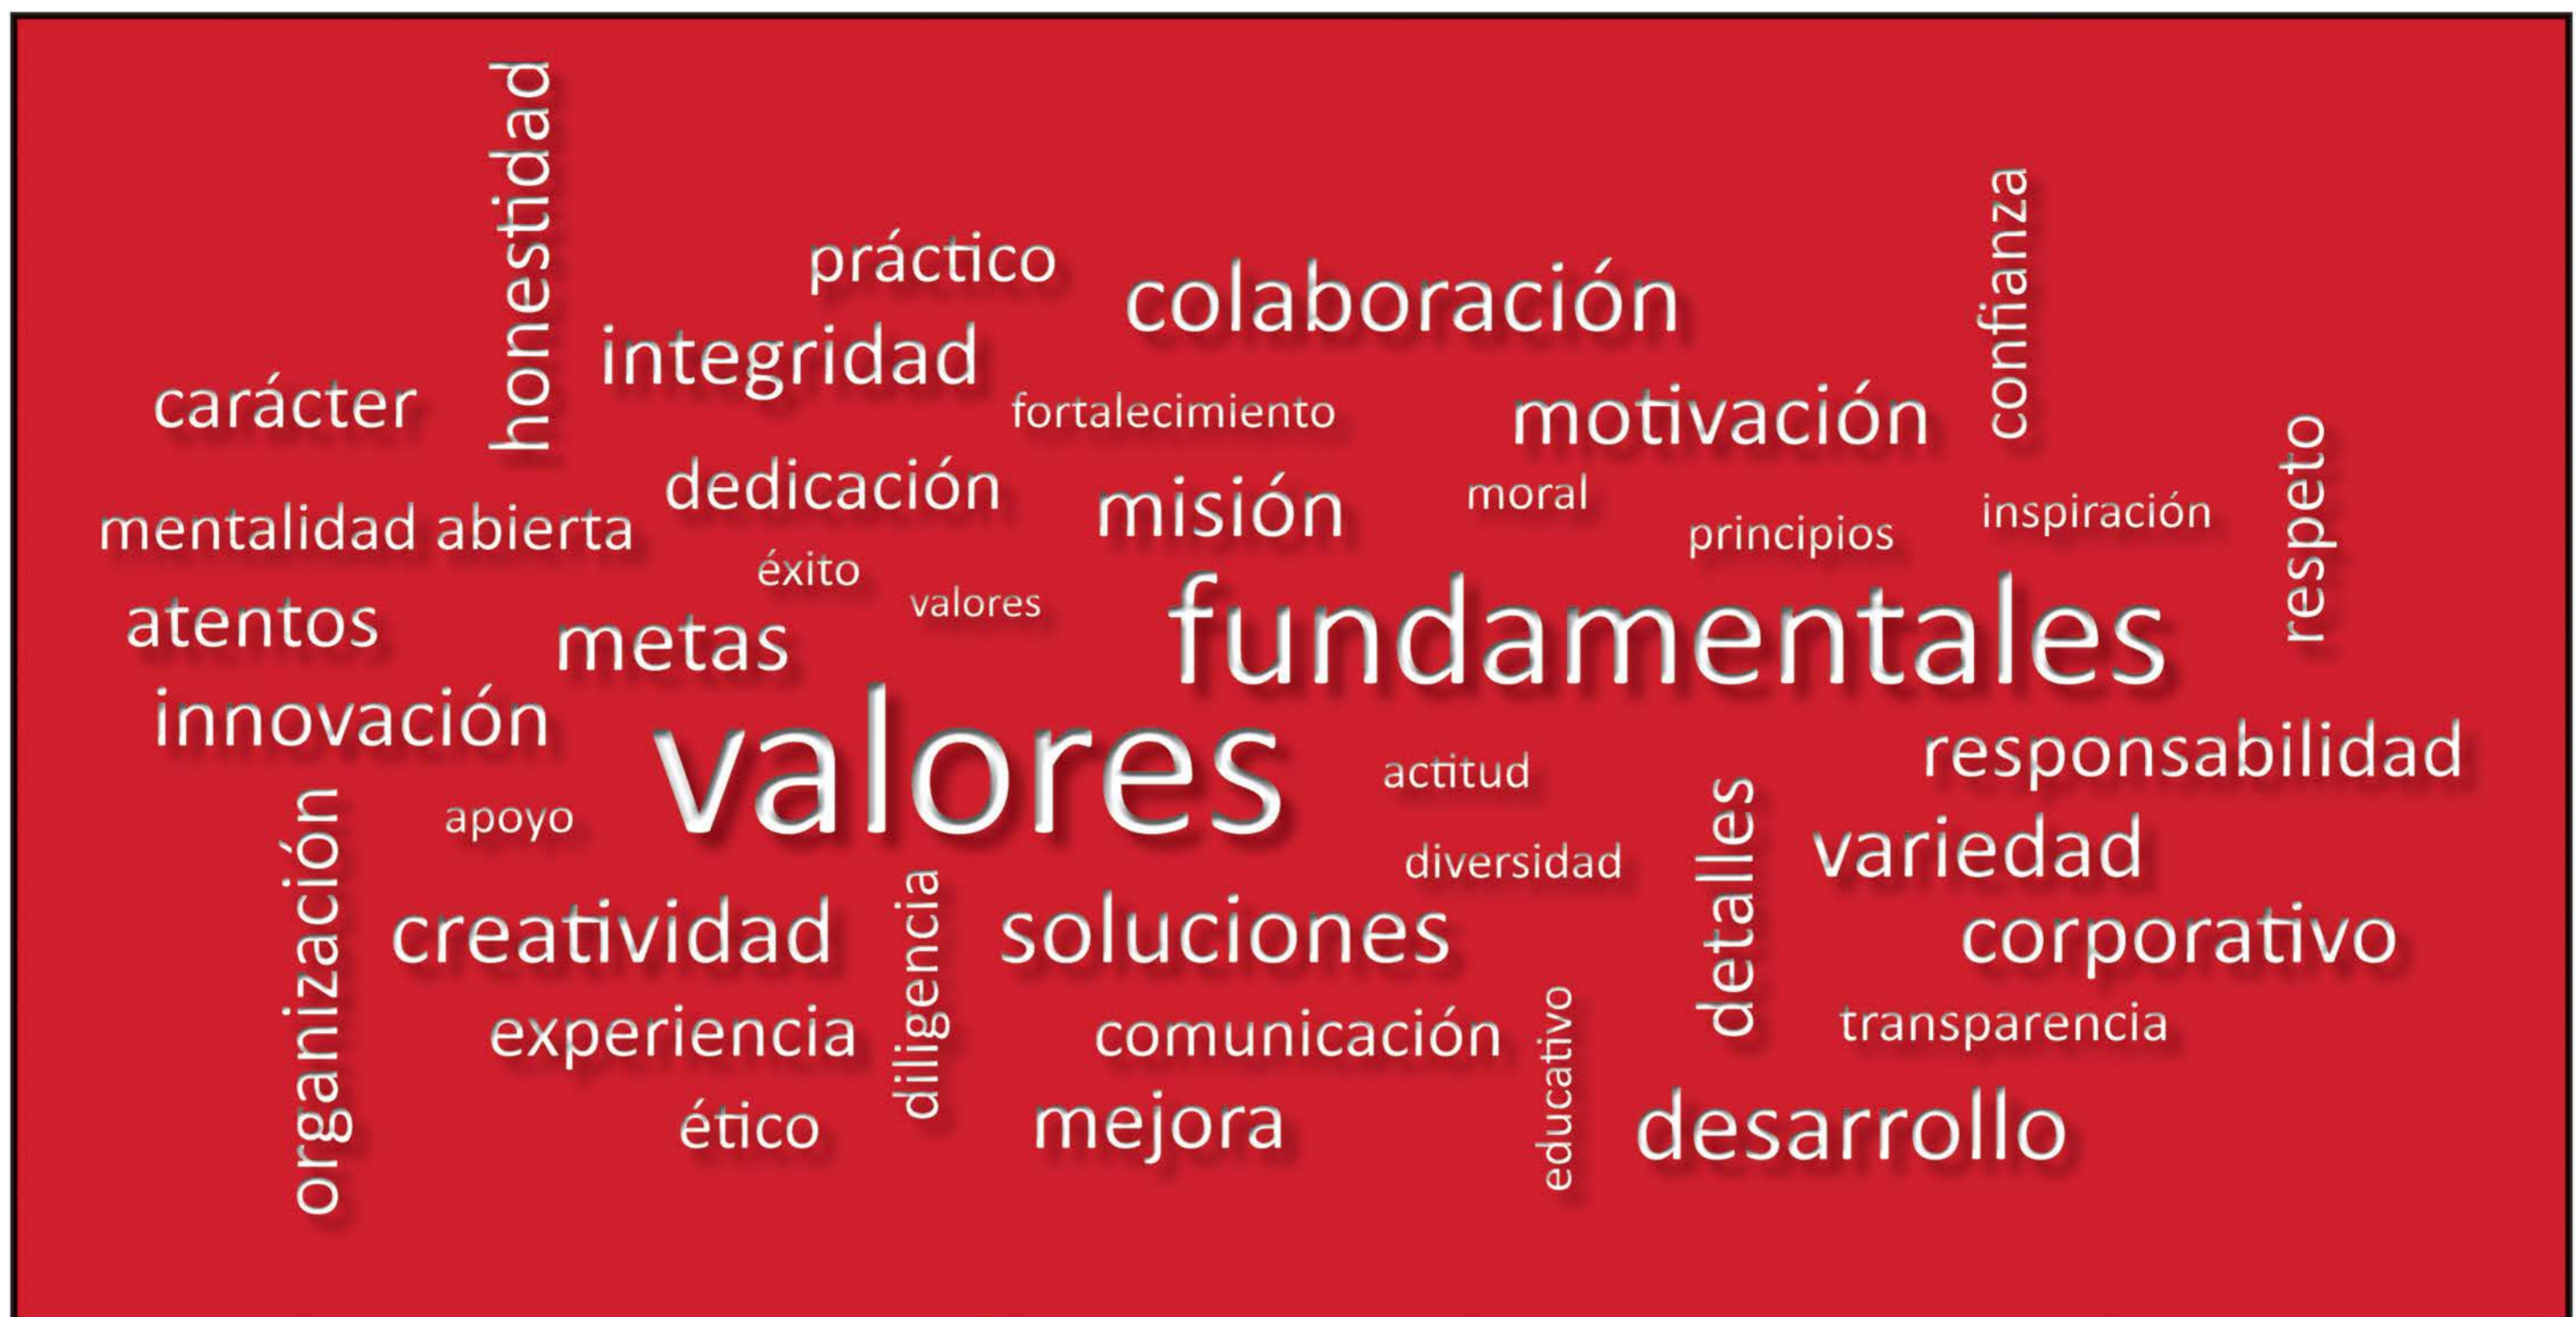 honestidad
confianza
práctico
colaboración
integridad
carácter
fortalecimiento
motivación
respeto
dedicación
misión
moral
inspiración
mentalidad abierta
principios
éxito
valores
atentos
metas
fundamentales
innovación
valores
responsabilidad
actitud
apoyo
organización
detalles
variedad
diversidad
diligencia
creatividad
soluciones
corporativo
experiencia
comunicación
educativo
transparencia
ético
mejora
desarrollo